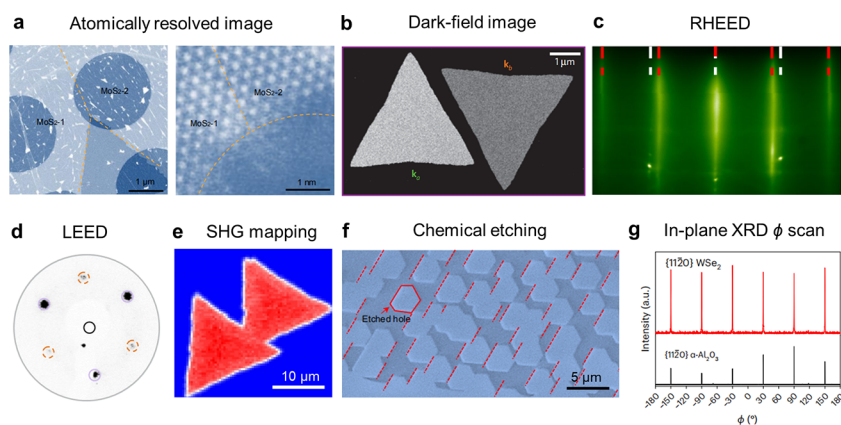 a Atomically resolved image
MoS2-2
MoS2-1
1 μm
MoS2-2
MoS2-1
1 nm
b Dark-field image
kb
1 μm
ka
c RHEED
d LEED
e SHG mapping
10 μm
f Chemical etching
Etched hole
5 μm
g In-plane XRD ϕ scan
{112̅0} WSe₂
{112̅0} α-Al₂O₃
Intensity (a.u.)
-180 -150 -120 -90 -60 -30 0 30 60 90 120 150 180
ϕ (°)